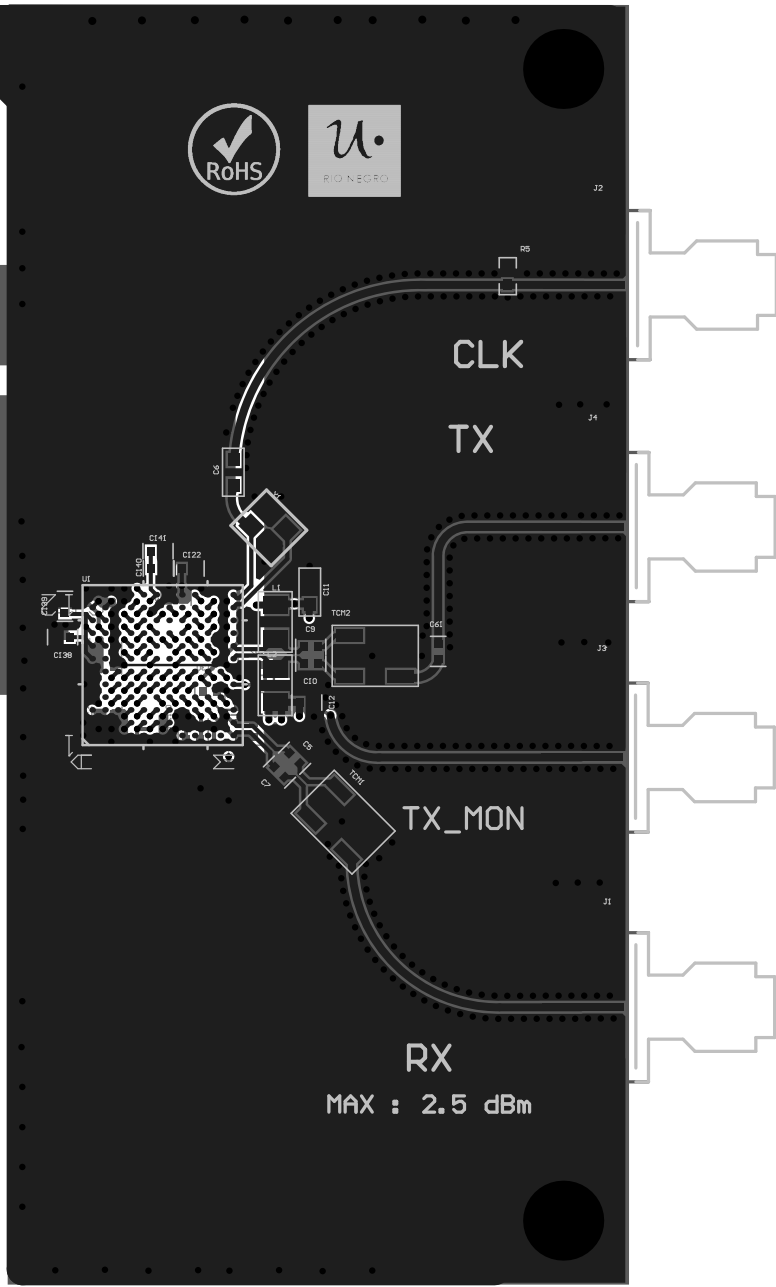 RoHS
u.
RIO NEGRO
J2
R5
CLK
J4
TX
C6
C141
C140
C122
U1
L1
C11
C139
TCM2
C9
C61
C138
J3
C10
C12
C5
C7
TCM1
TX_MON
J1
RX
MAX : 2.5 dBm